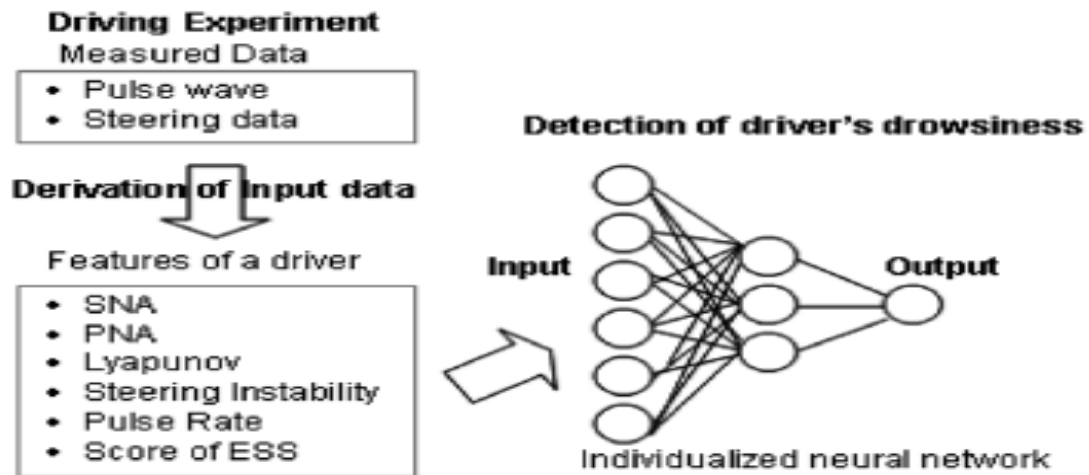 Driving Experiment
Measured Data
• Pulse wave
• Steering data
Derivation of Input data
Features of a driver
• SNA
• PNA
• Lyapunov
• Steering Instability
• Pulse Rate
• Score of ESS
Detection of driver's drowsiness
Input
Output
Individualized neural network